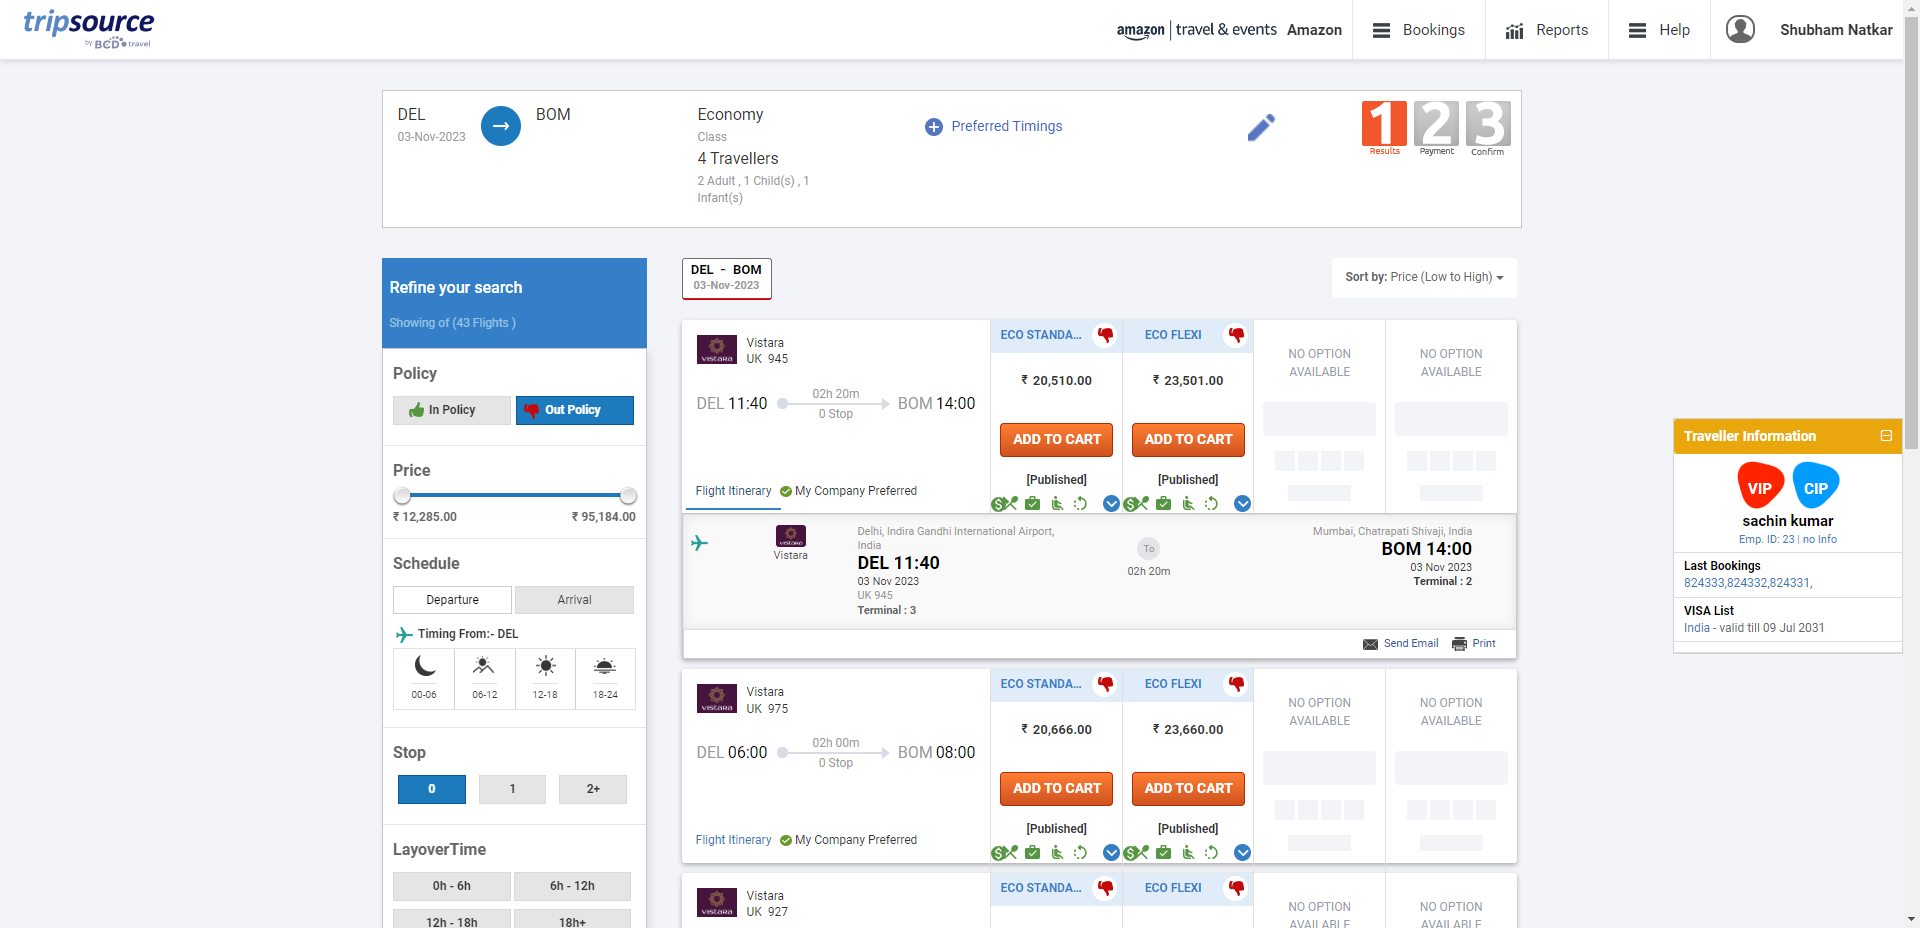 tripsource
by BCD travel
amazon | travel & events Amazon
Bookings
Reports
Help
Shubham Natkar
DEL
03-Nov-2023
BOM
Economy
Class
4 Travellers
2 Adult , 1 Child(s) , 1
Infant(s)
Preferred Timings
1 2 3
Results Payment Confirm
Refine your search
Showing of (43 Flights )
Policy
In Policy Out Policy
Price
₹ 12,285.00 ₹ 95,184.00
Schedule
Departure Arrival
Timing From:- DEL
00-06 06-12 12-18 18-24
Stop
0 1 2+
LayoverTime
0h - 6h 6h - 12h
12h - 18h 18h+
DEL - BOM
03-Nov-2023
Sort by: Price (Low to High)
VISTARA
Vistara
UK 945
DEL 11:40
02h 20m
0 Stop
BOM 14:00
Flight Itinerary My Company Preferred
ECO STANDA...
₹ 20,510.00
ADD TO CART
[Published]
ECO FLEXI
₹ 23,501.00
ADD TO CART
[Published]
NO OPTION
AVAILABLE
NO OPTION
AVAILABLE
VISTARA
Vistara
Delhi, Indira Gandhi International Airport,
India
DEL 11:40
03 Nov 2023
UK 945
Terminal : 3
To
02h 20m
Mumbai, Chatrapati Shivaji, India
BOM 14:00
03 Nov 2023
Terminal : 2
Send Email Print
VISTARA
Vistara
UK 975
DEL 06:00
02h 00m
0 Stop
BOM 08:00
Flight Itinerary My Company Preferred
ECO STANDA...
₹ 20,666.00
ADD TO CART
[Published]
ECO FLEXI
₹ 23,660.00
ADD TO CART
[Published]
NO OPTION
AVAILABLE
NO OPTION
AVAILABLE
VISTARA
Vistara
UK 927
ECO STANDA...
ECO FLEXI
NO OPTION
AVAILABLE
NO OPTION
AVAILABLE
Traveller Information
VIP CIP
sachin kumar
Emp. ID: 23 | no Info
Last Bookings
824333,824332,824331,
VISA List
India - valid till 09 Jul 2031